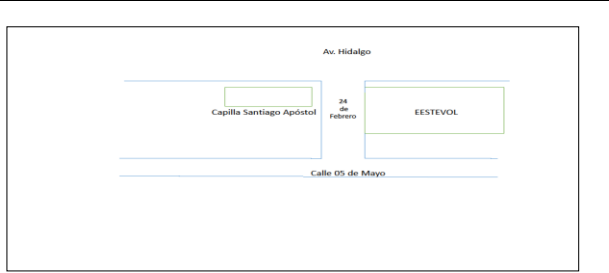 Av. Hidalgo
24
de
Febrero
Capilla Santiago Apóstol
EESTEVOL
Calle 05 de Mayo